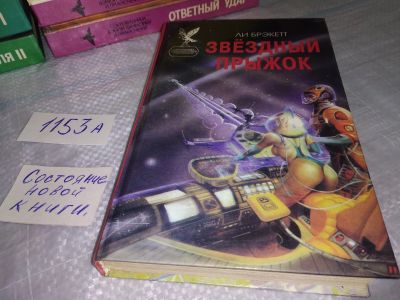 ОТВЕТНЫЙ УДАР
ЛИ БРЭКЕТТ
ЗВЁЗДНЫЙ
ПРЫЖОК
1153А
Состояние
новой
книги.